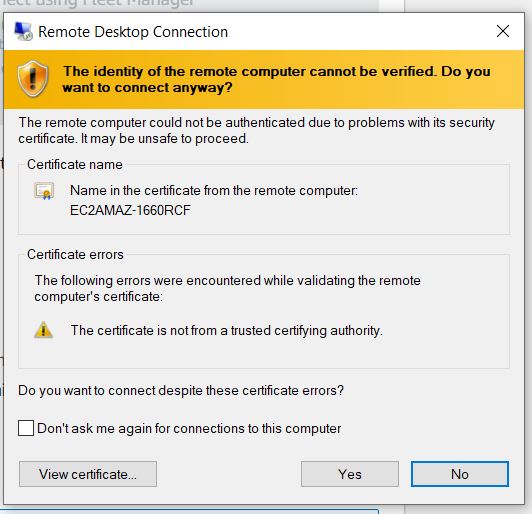 nect using Fleet Manager
Remote Desktop Connection
The identity of the remote computer cannot be verified. Do you
want to connect anyway?
The remote computer could not be authenticated due to problems with its security
certificate. It may be unsafe to proceed.
Certificate name
Name in the certificate from the remote computer:
EC2AMAZ-1660RCF
Certificate errors
The following errors were encountered while validating the remote
computer's certificate:
The certificate is not from a trusted certifying authority.
Do you want to connect despite these certificate errors?
Don't ask me again for connections to this computer
View certificate...
Yes
No